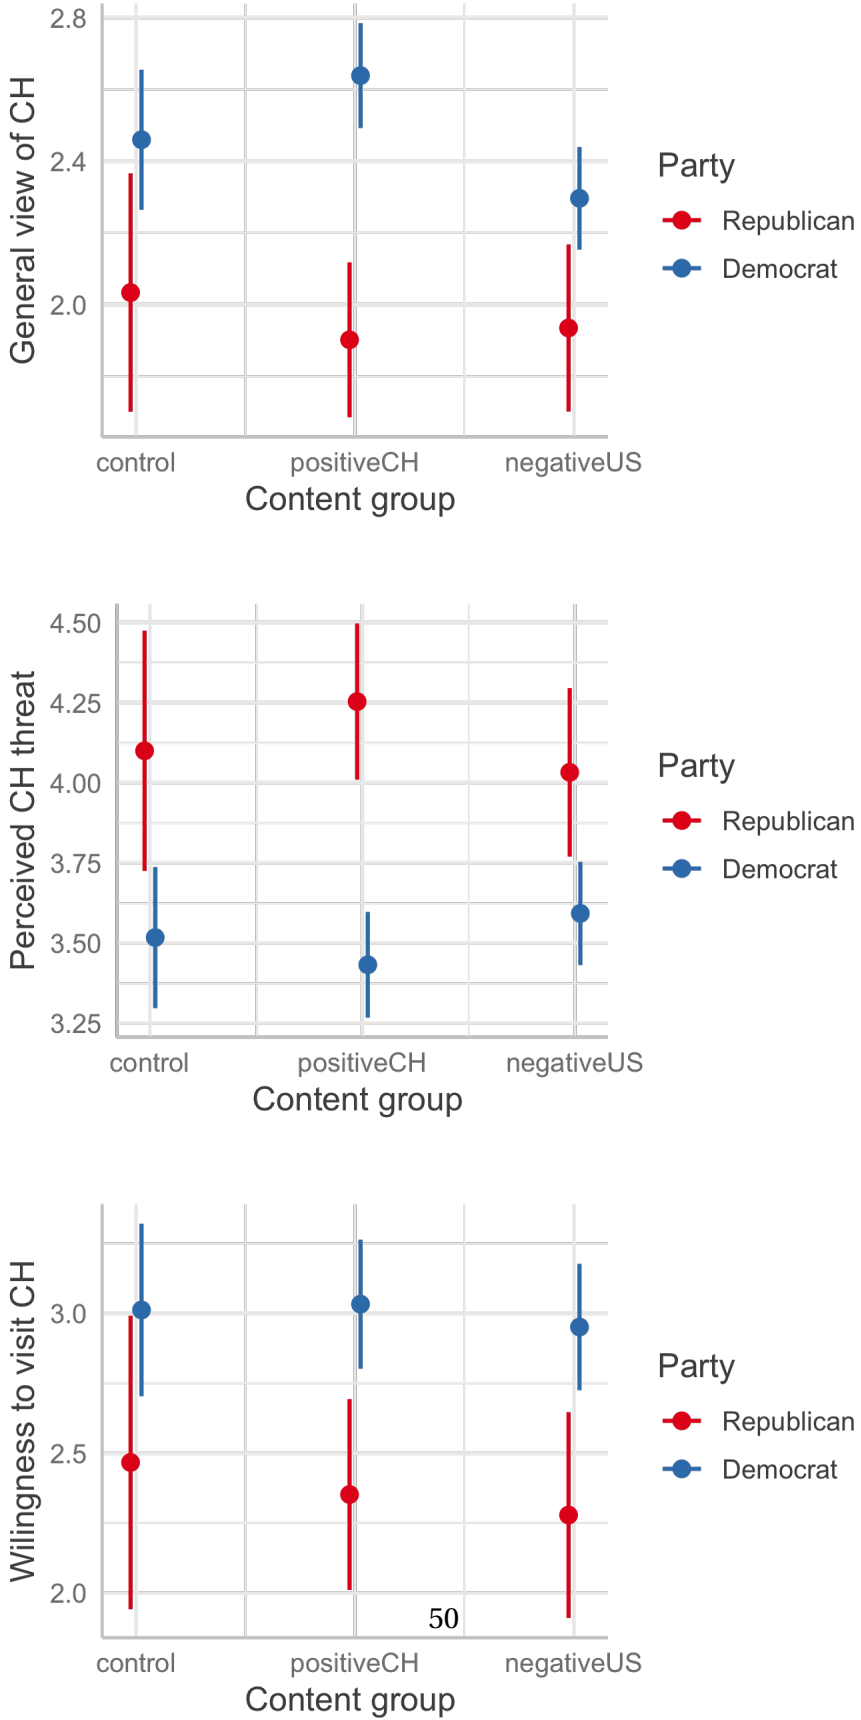 General view of CH
2.8
2.4
2.0
control positiveCH negativeUS
Content group
Party
Republican
Democrat
Perceived CH threat
4.50
4.25
4.00
3.75
3.50
3.25
control positiveCH negativeUS
Content group
Party
Republican
Democrat
Wilingness to visit CH
3.0
2.5
2.0
50
control positiveCH negativeUS
Content group
Party
Republican
Democrat